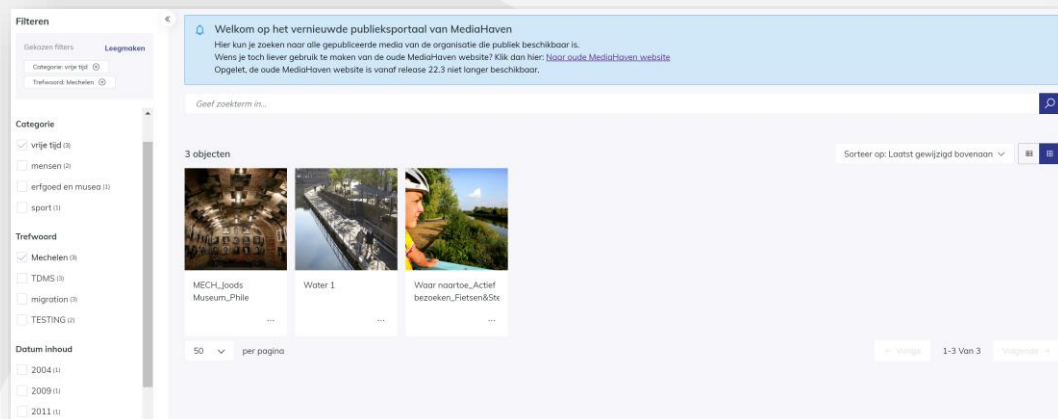 Filteren
Gekozen filters
Leegmaken
Categorie: vrije tijd
Trefwoord: Mechelen
Categorie
vrije tijd (3)
mensen (2)
erfgoed en musea (1)
sport (1)
Trefwoord
Mechelen (3)
TDMS (3)
migration (3)
TESTING (2)
Datum inhoud
2004 (1)
2009 (1)
2011 (1)
Welkom op het vernieuwde publieksportaal van MediaHaven
Hier kun je zoeken naar alle gepubliceerde media van de organisatie die publiek beschikbaar is.
Wens je toch liever gebruik te maken van de oude MediaHaven website? Klik dan hier: Naar oude MediaHaven website
Opgelet, de oude MediaHaven website is vanaf release 22.3 niet langer beschikbaar.
Geef zoekterm in...
3 objecten
Sorteer op: Laatst gewijzigd bovenaan
MECH_Joods
Museum_Phile
...
Water 1
...
Waar naartoe_Actief
bezoeken_Fietsen&Ste
...
50
per pagina
← Vorige
1-3 Van 3
Volgende →